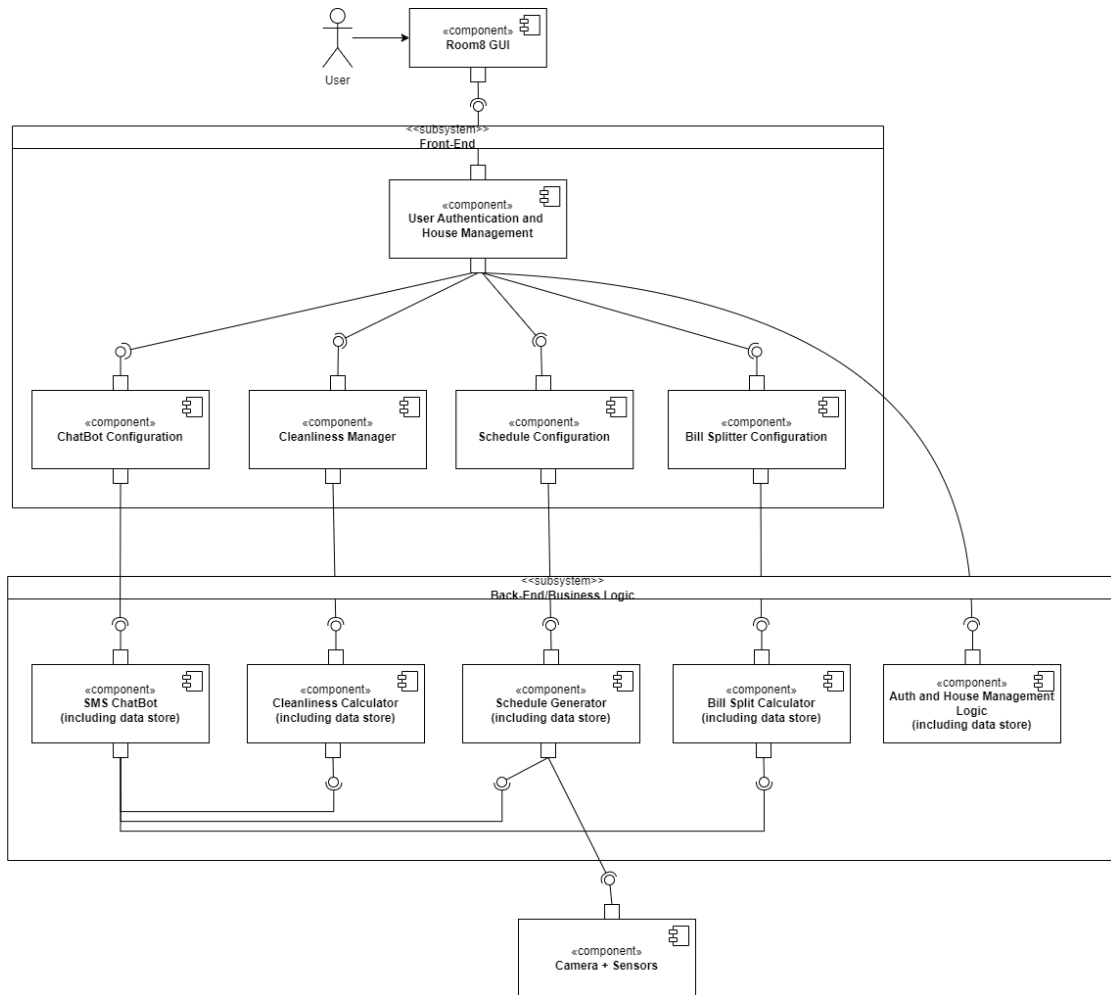 «component»
Room8 GUI
User
<<subsystem>>
Front-End
«component»
User Authentication and
House Management
«component»
ChatBot Configuration
«component»
Cleanliness Manager
«component»
Schedule Configuration
«component»
Bill Splitter Configuration
<<subsystem>>
Back-End/Business Logic
«component»
SMS ChatBot
(including data store)
«component»
Cleanliness Calculator
(including data store)
«component»
Schedule Generator
(including data store)
«component»
Bill Split Calculator
(including data store)
«component»
Auth and House Management
Logic
(including data store)
«component»
Camera + Sensors